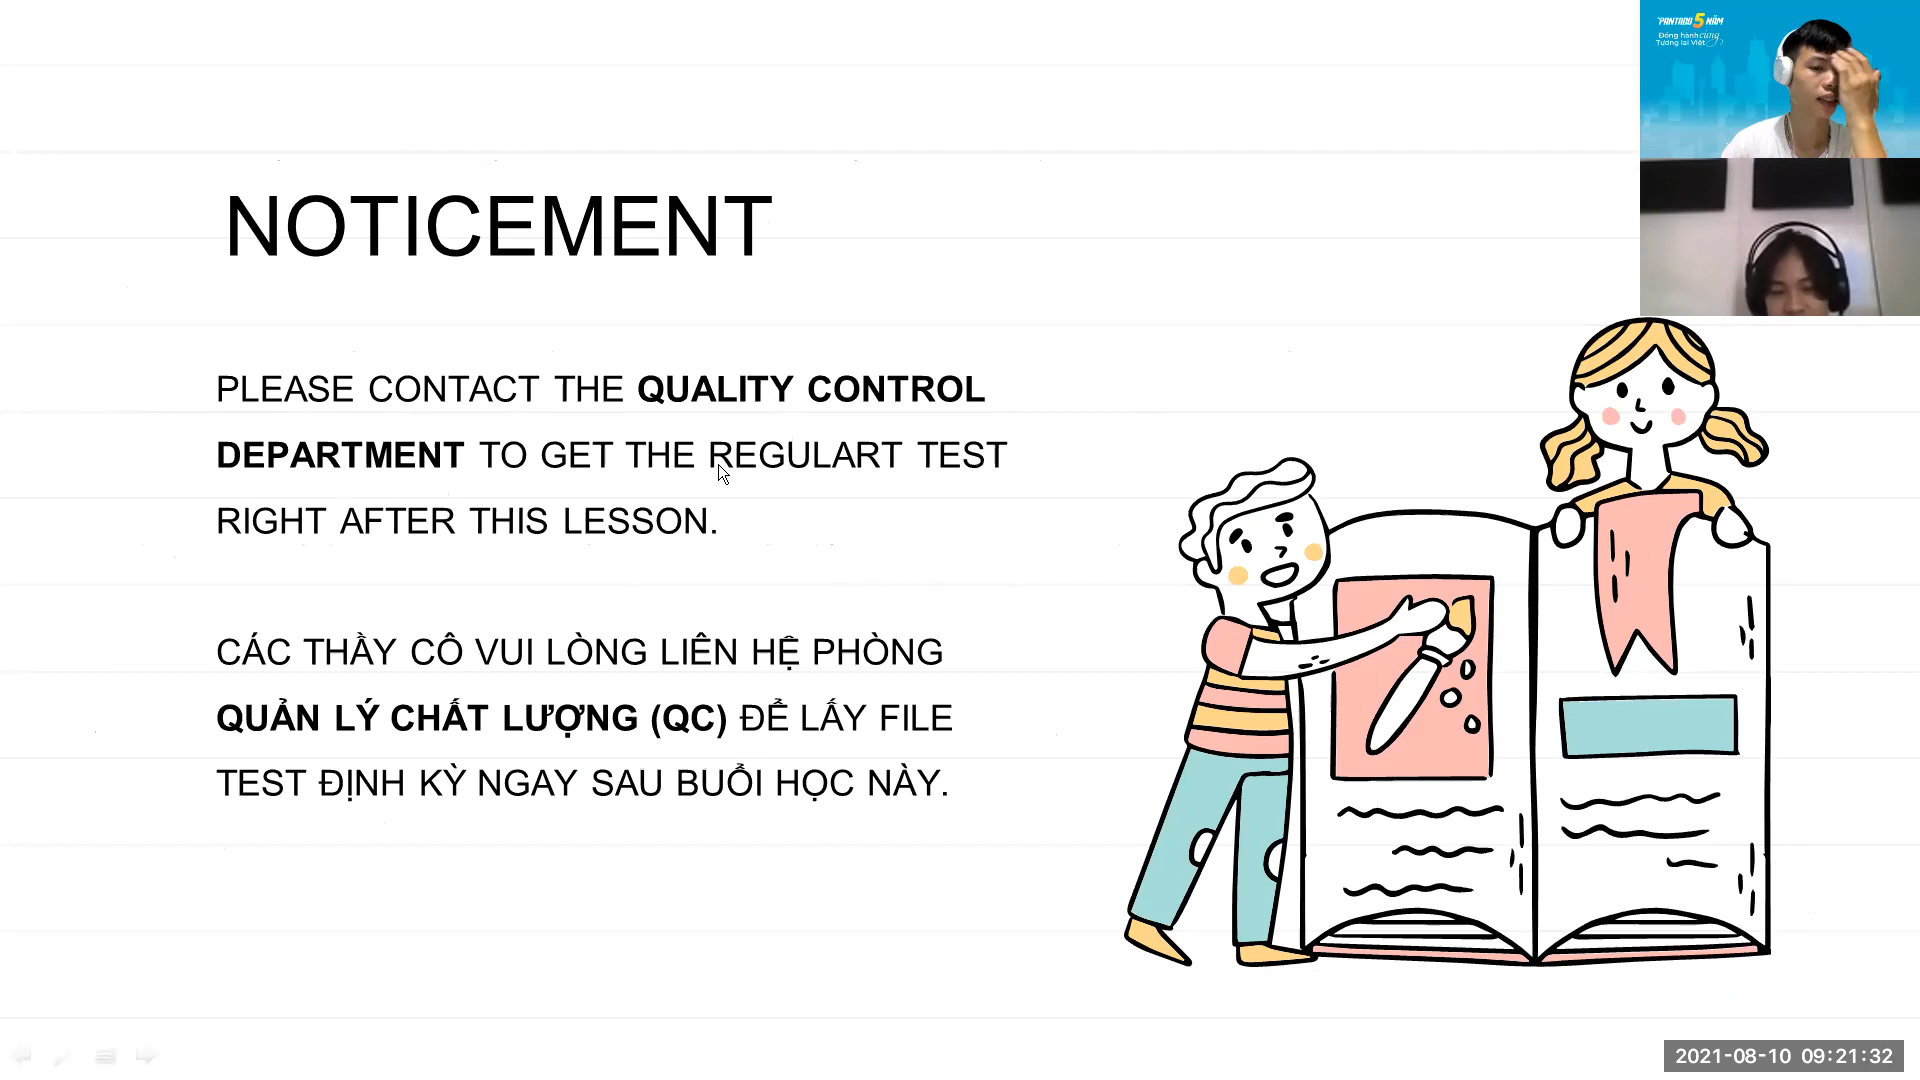 PANTADO 5 NĂM
Đồng hành cùng
Tương lai Việt
NOTICEMENT
PLEASE CONTACT THE QUALITY CONTROL
DEPARTMENT TO GET THE REGULART TEST
RIGHT AFTER THIS LESSON.
CÁC THẦY CÔ VUI LÒNG LIÊN HỆ PHÒNG
QUẢN LÝ CHẤT LƯỢNG (QC) ĐỂ LẤY FILE
TEST ĐỊNH KỲ NGAY SAU BUỔI HỌC NÀY.
2021-08-10 09:21:32